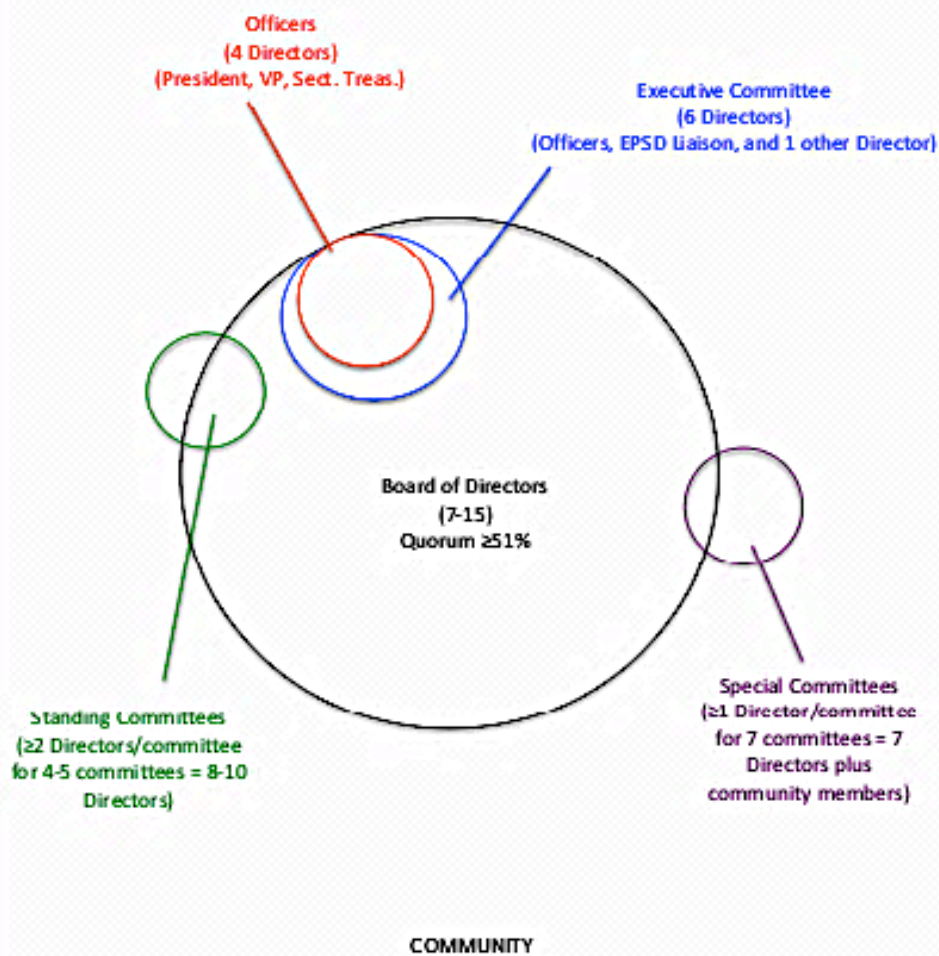 Officers
(4 Directors)
(President, VP, Sect. Treas.)
Executive Committee
(6 Directors)
(Officers, EPSD Liaison, and 1 other Director)
Board of Directors
(7-15)
Quorum ≥51%
Standing Committees
(≥2 Directors/committee
for 4-5 committees = 8-10
Directors)
Special Committees
(≥1 Director/committee
for 7 committees = 7
Directors plus
community members)
COMMUNITY